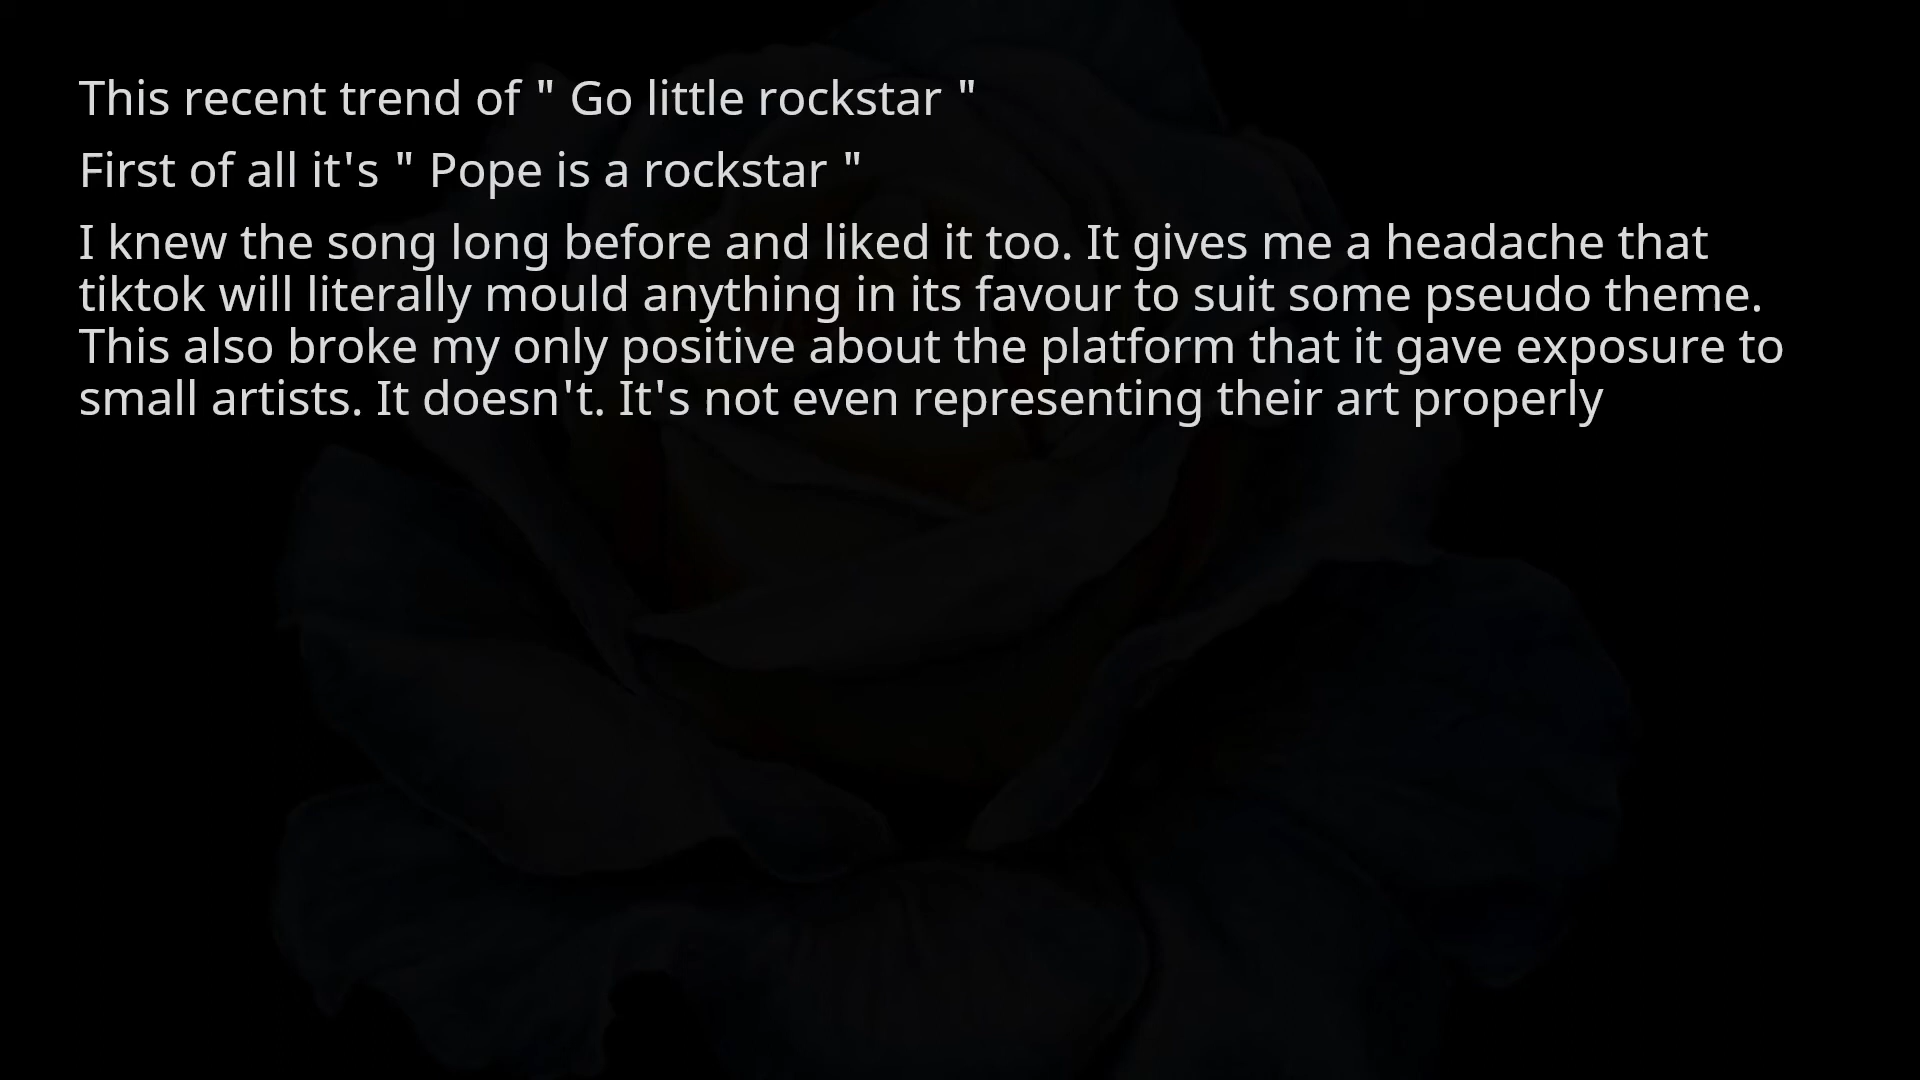 This recent trend of " Go little rockstar "
First of all it's " Pope is a rockstar "
I knew the song long before and liked it too. It gives me a headache that
tiktok will literally mould anything in its favour to suit some pseudo theme.
This also broke my only positive about the platform that it gave exposure to
small artists. It doesn't. It's not even representing their art properly